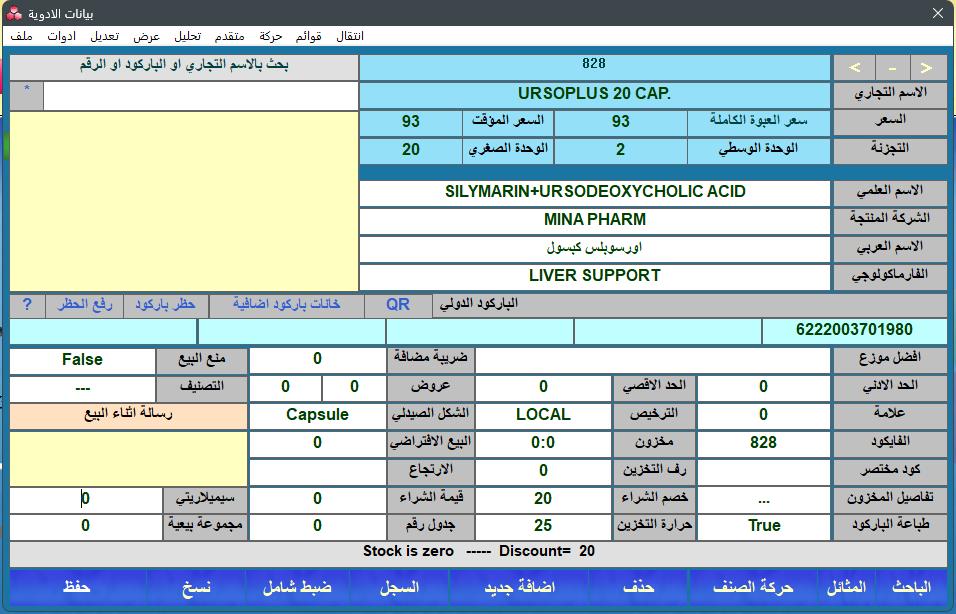 بيانات الادوية
ملف ادوات تعديل عرض تحليل متقدم حركة قوائم انتقال
> - < 828 بحث بالاسم التجاري او الباركود او الرقم
الاسم التجاري URSOPLUS 20 CAP. *
السعر سعر العبوة الكاملة 93 السعر المؤقت 93
التجزئة الوحدة الوسطي 2 الوحدة الصغري 20
الاسم العلمي SILYMARIN+URSODEOXYCHOLIC ACID
الشركة المنتجة MINA PHARM
الاسم العربي اورسوبلس كبسول
الفارماكولوجي LIVER SUPPORT
الباركود الدولي QR خانات باركود اضافية حظر باركود رفع الحظر ?
6222003701980
افضل موزع ضريبة مضافة 0 منع البيع False
الحد الادني 0 الحد الاقصي 0 عروض 0 0 التصنيف ---
علامة 0 الترخيص LOCAL الشكل الصيدلي Capsule رسالة اثناء البيع
الفايكود 828 مخزون 0:0 البيع الافتراضي 0
كود مختصر رف التخزين 0 الارتجاع
تفاصيل المخزون ... خصم الشراء 20 قيمة الشراء 0 سيميلاريتي 0
طباعة الباركود True حرارة التخزين 25 جدول رقم 0 مجموعة بيعية 0
Stock is zero ----- Discount= 20
الباحث المثائل حركة الصنف حذف اضافة جديد السجل ضبط شامل نسخ حفظ